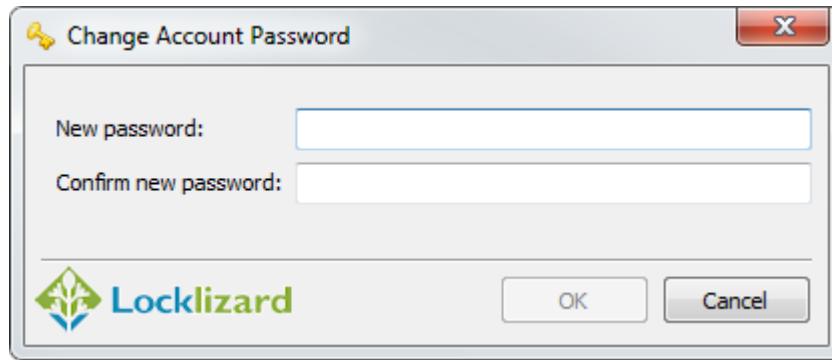 Change Account Password
New password:
Confirm new password:
Locklizard
OK
Cancel